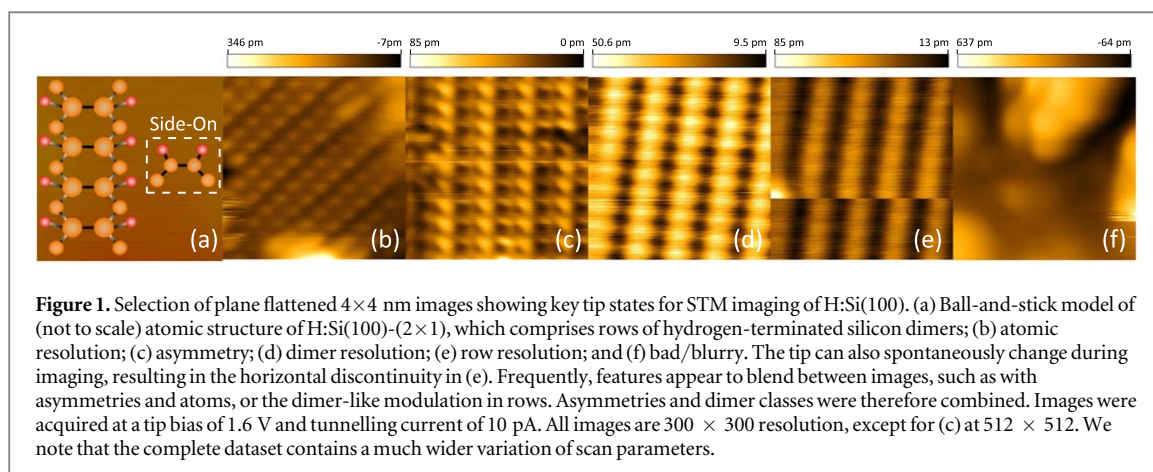 346 pm -7pm 85 pm 0 pm 50.6 pm 9.5 pm 85 pm 13 pm 637 pm -64 pm
Side-On
(a) (b) (c) (d) (e) (f)
Figure 1. Selection of plane flattened 4×4 nm images showing key tip states for STM imaging of H:Si(100). (a) Ball-and-stick model of
(not to scale) atomic structure of H:Si(100)-(2×1), which comprises rows of hydrogen-terminated silicon dimers; (b) atomic
resolution; (c) asymmetry; (d) dimer resolution; (e) row resolution; and (f) bad/blurry. The tip can also spontaneously change during
imaging, resulting in the horizontal discontinuity in (e). Frequently, features appear to blend between images, such as with
asymmetries and atoms, or the dimer-like modulation in rows. Asymmetries and dimer classes were therefore combined. Images were
acquired at a tip bias of 1.6 V and tunnelling current of 10 pA. All images are 300 × 300 resolution, except for (c) at 512 × 512. We
note that the complete dataset contains a much wider variation of scan parameters.